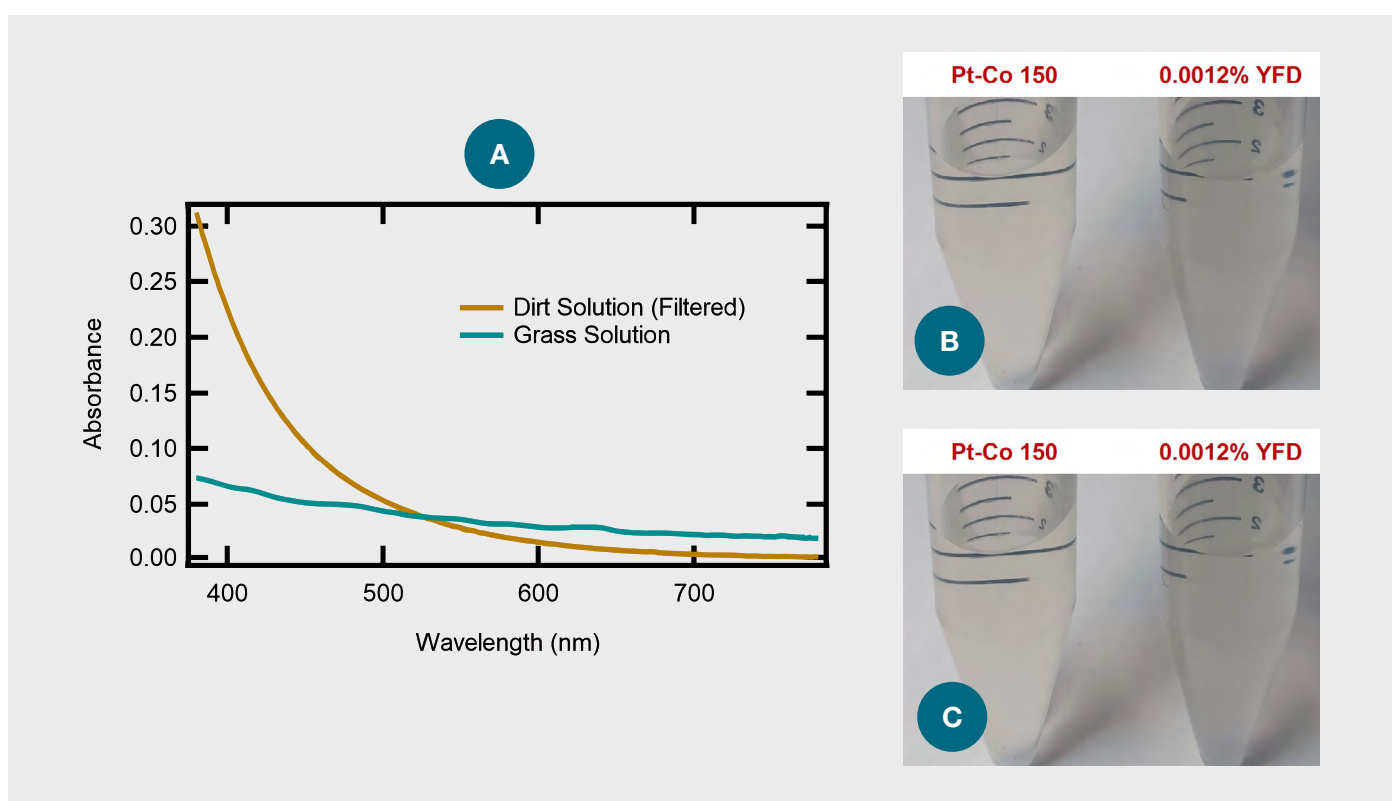 A
0.30
0.25
0.20
0.15
0.10
0.05
0.00
Absorbance
Dirt Solution (Filtered)
Grass Solution
400 500 600 700
Wavelength (nm)
Pt-Co 150 0.0012% YFD
3 3
2 2
B
Pt-Co 150 0.0012% YFD
3 3
2 2
C